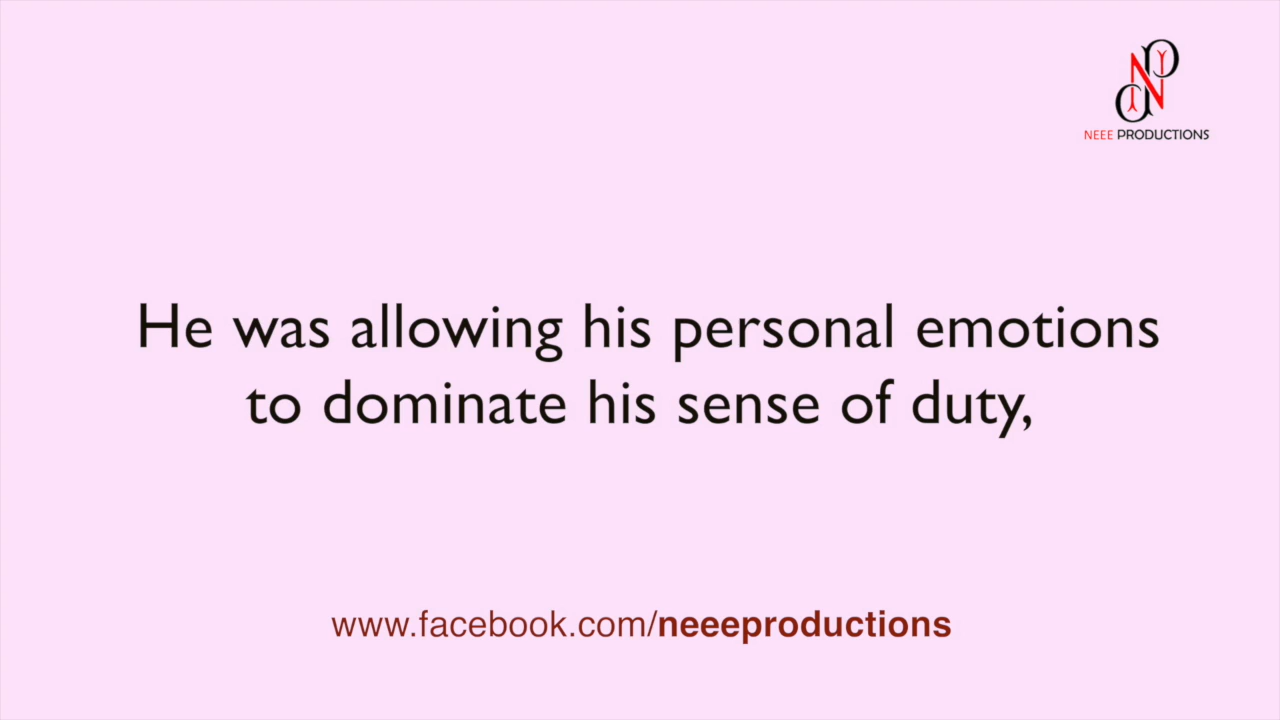 NEEE PRODUCTIONS
He was allowing his personal emotions
to dominate his sense of duty,
www.facebook.com/neeeproductions